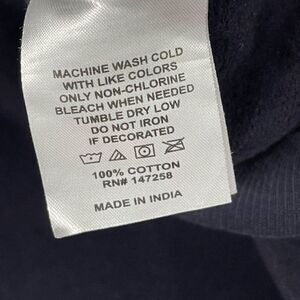 MACHINE WASH COLD
WITH LIKE COLORS
ONLY NON-CHLORINE
BLEACH WHEN NEEDED
TUMBLE DRY LOW
DO NOT IRON
IF DECORATED
100% COTTON
RN# 147258
MADE IN INDIA